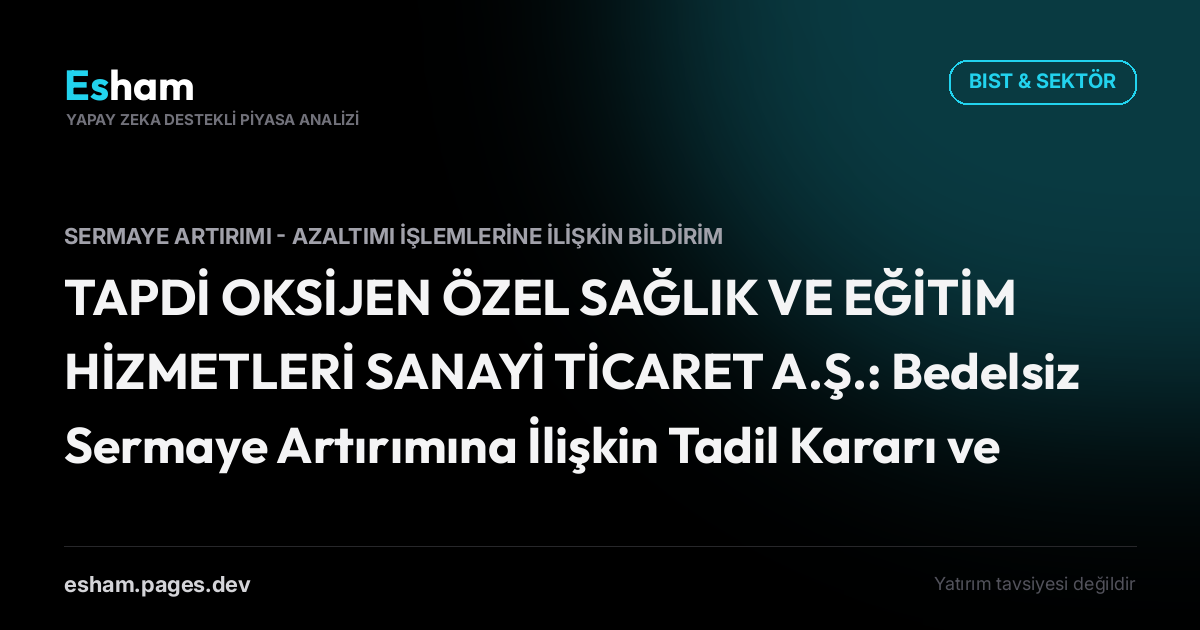 Esham
YAPAY ZEKA DESTEKLİ PİYASA ANALİZİ
BIST & SEKTÖR
SERMAYE ARTIRIMI - AZALTIMI İŞLEMLERİNE İLİŞKİN BİLDİRİM
TAPDİ OKSİJEN ÖZEL SAĞLIK VE EĞİTİM
HİZMETLERİ SANAYİ TİCARET A.Ş.: Bedelsiz
Sermaye Artırımına İlişkin Tadil Kararı ve
esham.pages.dev
Yatırım tavsiyesi değildir